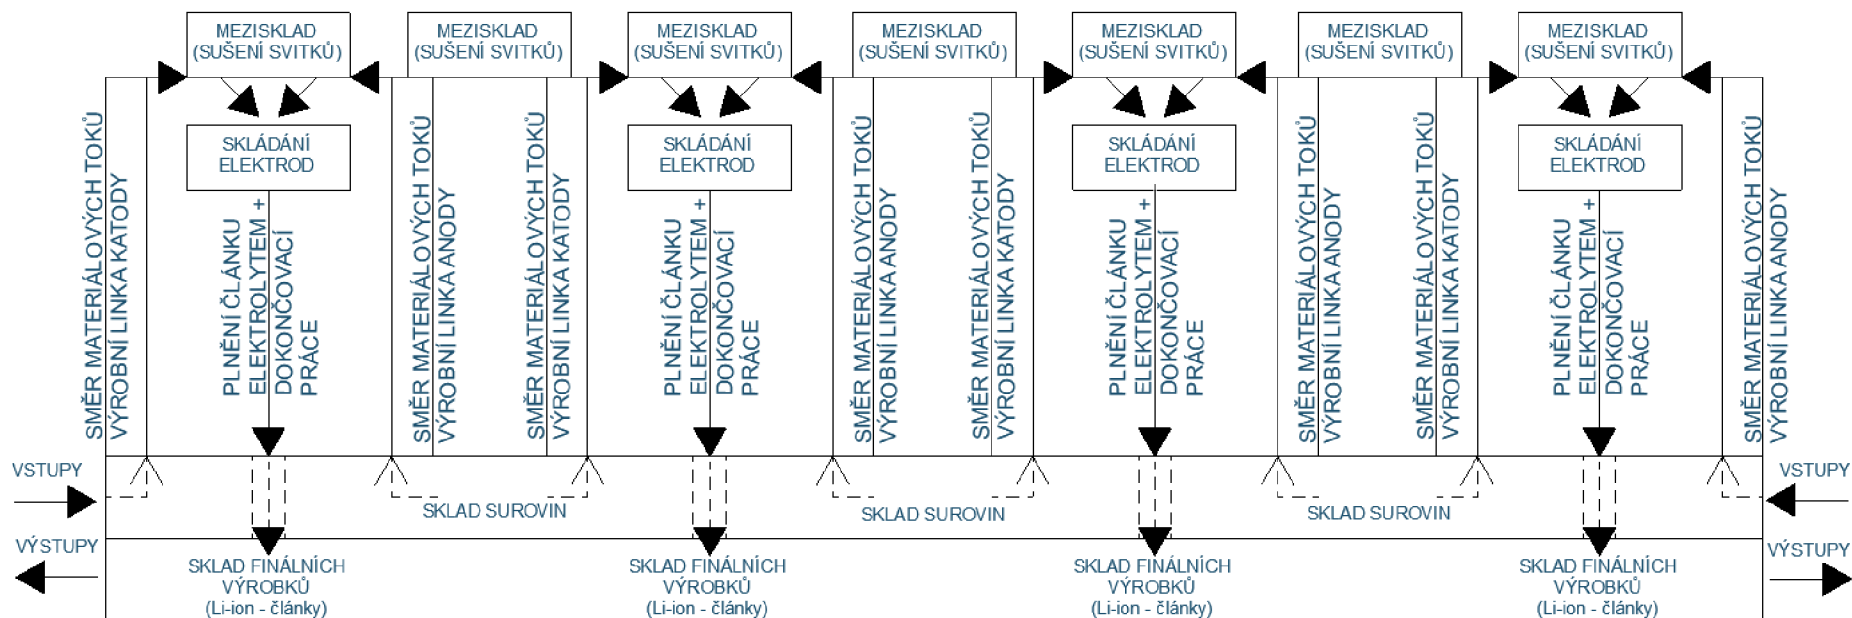 MEZISKLAD
(SUŠENÍ SVITKŮ)
MEZISKLAD
(SUŠENÍ SVITKŮ)
MEZISKLAD
(SUŠENÍ SVITKŮ)
MEZISKLAD
(SUŠENÍ SVITKŮ)
MEZISKLAD
(SUŠENÍ SVITKŮ)
MEZISKLAD
(SUŠENÍ SVITKŮ)
MEZISKLAD
(SUŠENÍ SVITKŮ)
SKLÁDÁNÍ
ELEKTROD
SKLÁDÁNÍ
ELEKTROD
SKLÁDÁNÍ
ELEKTROD
SKLÁDÁNÍ
ELEKTROD
SMĚR MATERIÁLOVÝCH TOKŮ
VÝROBNÍ LINKA KATODY
PLNĚNÍ ČLÁNKU
ELEKTROLYTEM +
DOKONČOVACÍ
PRÁCE
SMĚR MATERIÁLOVÝCH TOKŮ
VÝROBNÍ LINKA ANODY
SMĚR MATERIÁLOVÝCH TOKŮ
VÝROBNÍ LINKA KATODY
PLNĚNÍ ČLÁNKU
ELEKTROLYTEM +
DOKONČOVACÍ
PRÁCE
SMĚR MATERIÁLOVÝCH TOKŮ
VÝROBNÍ LINKA ANODY
SMĚR MATERIÁLOVÝCH TOKŮ
VÝROBNÍ LINKA KATODY
PLNĚNÍ ČLÁNKU
ELEKTROLYTEM +
DOKONČOVACÍ
PRÁCE
SMĚR MATERIÁLOVÝCH TOKŮ
VÝROBNÍ LINKA ANODY
SMĚR MATERIÁLOVÝCH TOKŮ
VÝROBNÍ LINKA KATODY
PLNĚNÍ ČLÁNKU
ELEKTROLYTEM +
DOKONČOVACÍ
PRÁCE
SMĚR MATERIÁLOVÝCH TOKŮ
VÝROBNÍ LINKA ANODY
VSTUPY
VSTUPY
SKLAD SUROVIN
SKLAD SUROVIN
SKLAD SUROVIN
VÝSTUPY
VÝSTUPY
SKLAD FINÁLNÍCH
VÝROBKŮ
(Li-ion - články)
SKLAD FINÁLNÍCH
VÝROBKŮ
(Li-ion - články)
SKLAD FINÁLNÍCH
VÝROBKŮ
(Li-ion - články)
SKLAD FINÁLNÍCH
VÝROBKŮ
(Li-ion - články)